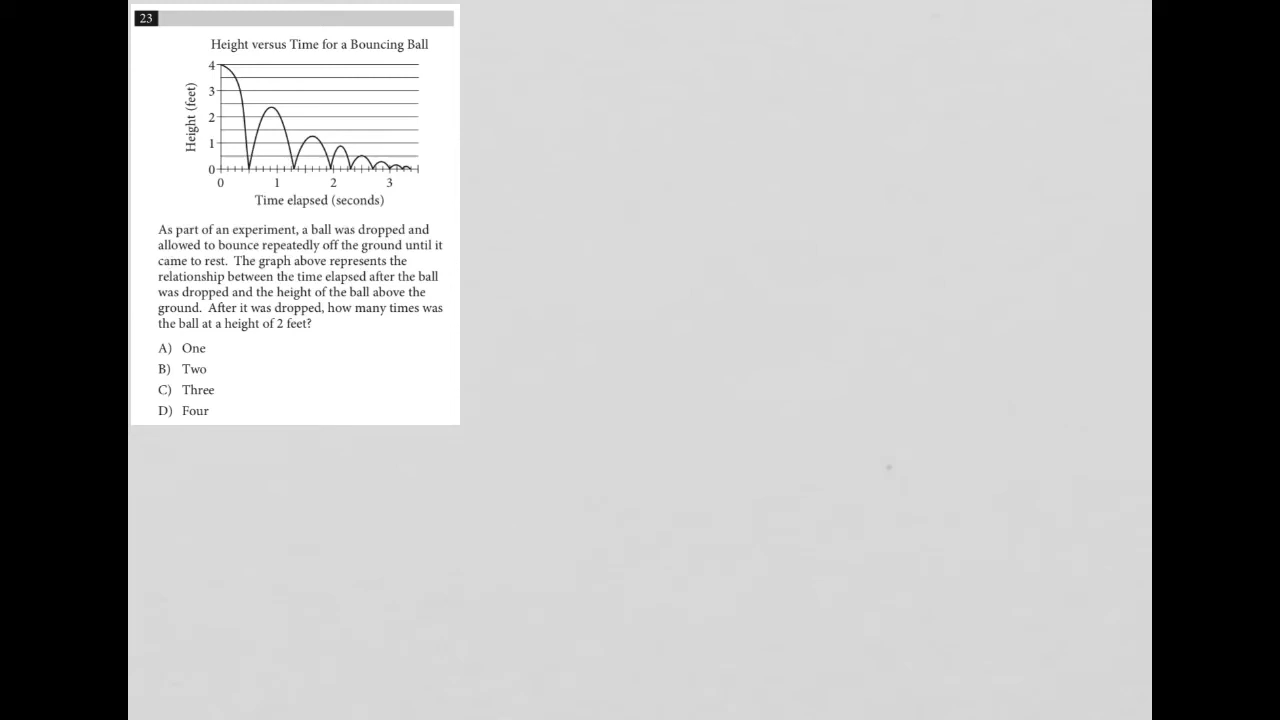 23
Height versus Time for a Bouncing Ball
4
3
2
1
0
Height (feet)
0 1 2 3
Time elapsed (seconds)
As part of an experiment, a ball was dropped and
allowed to bounce repeatedly off the ground until it
came to rest. The graph above represents the
relationship between the time elapsed after the ball
was dropped and the height of the ball above the
ground. After it was dropped, how many times was
the ball at a height of 2 feet?
A) One
B) Two
C) Three
D) Four